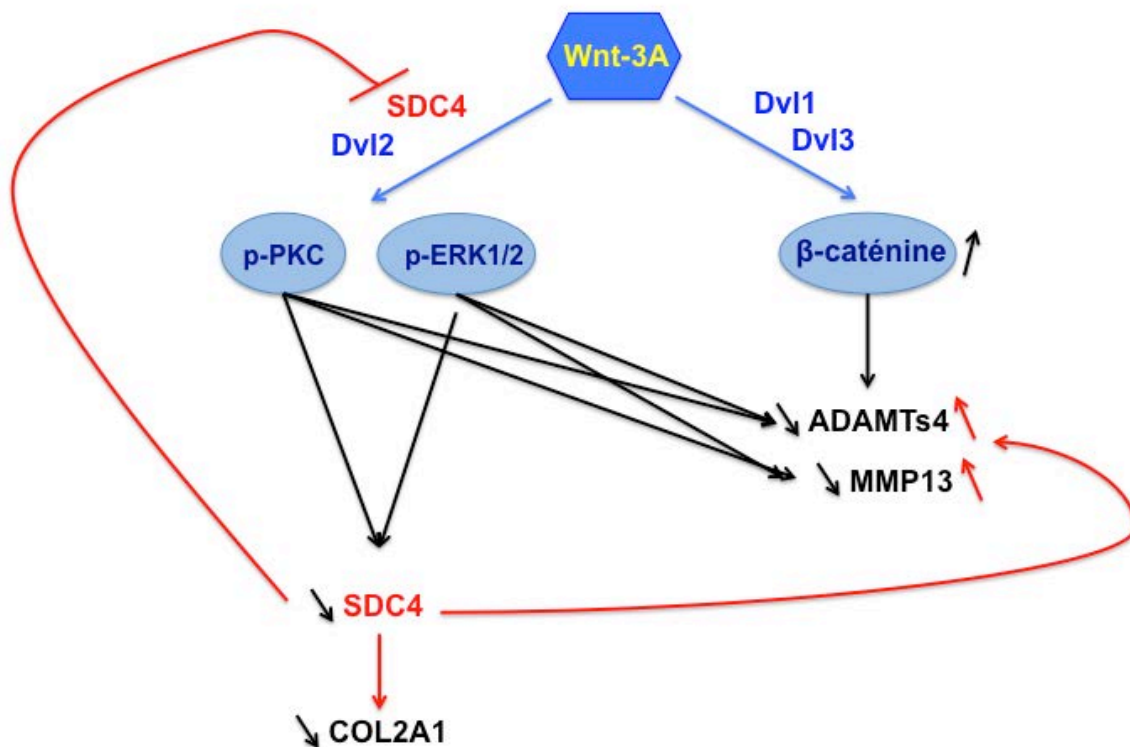 Wnt-3A
SDC4
Dvl1
Dvl2
Dvl3
p-PKC
p-ERK1/2
β-caténine
ADAMTs4
MMP13
SDC4
COL2A1